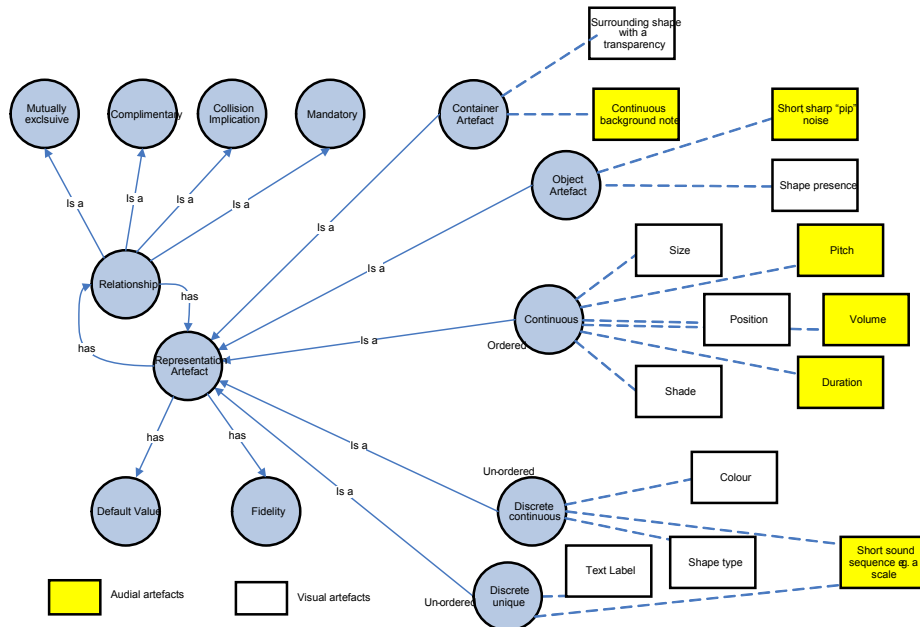 Surrounding shape
with a
transparency
Mutually
exclsuive
Complimentary
Collision
Implication
Mandatory
Container
Artefact
Continuous
background note
Short sharp “pip”
noise
Object
Artefact
Shape presence
Is a
Is a
Is a
Is a
Is a
Is a
Relationship
has
has
Size
Pitch
Continuous
Ordered
Position
Volume
Is a
Representation
Artefact
Shade
Duration
has
has
Is a
Is a
Un-ordered
Colour
Default Value
Fidelity
Discrete
continuous
Text Label
Shape type
Short sound
sequence eg. a
scale
Un-ordered
Discrete
unique
Audial artefacts
Visual artefacts